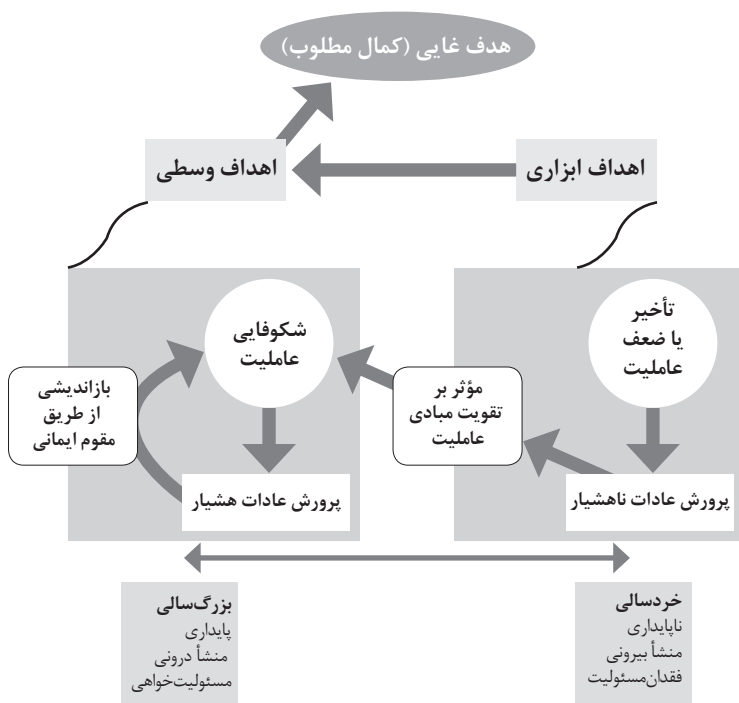 هدف غایی (کمال مطلوب)
اهداف ابزاری
اهداف وسطی
تأخیر
یا ضعف
عاملیت
شکوفایی
عاملیت
مؤثر بر
تقویت مبادی
عاملیت
بازاندیشی
از طریق
مقوم ایمانی
پرورش عادات ناهشیار
پرورش عادات هشیار
خردسالی
ناپایداری
منشأ بیرونی
فقدان‌مسئولیت
بزرگ‌سالی
پایداری
منشأ درونی
مسئولیت‌خواهی